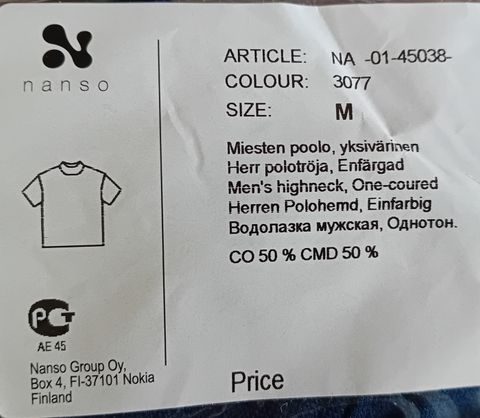 nanso
ARTICLE: NA -01-45038-
COLOUR: 3077
SIZE: M
Miesten poolo, yksivärinen
Herr polotröja, Enfärgad
Men's highneck, One-coured
Herren Polohemd, Einfarbig
Водолазка мужская, Однотон.
CO 50 % CMD 50 %
РСТ
AE 45
Nanso Group Oy,
Box 4, FI-37101 Nokia
Finland
Price